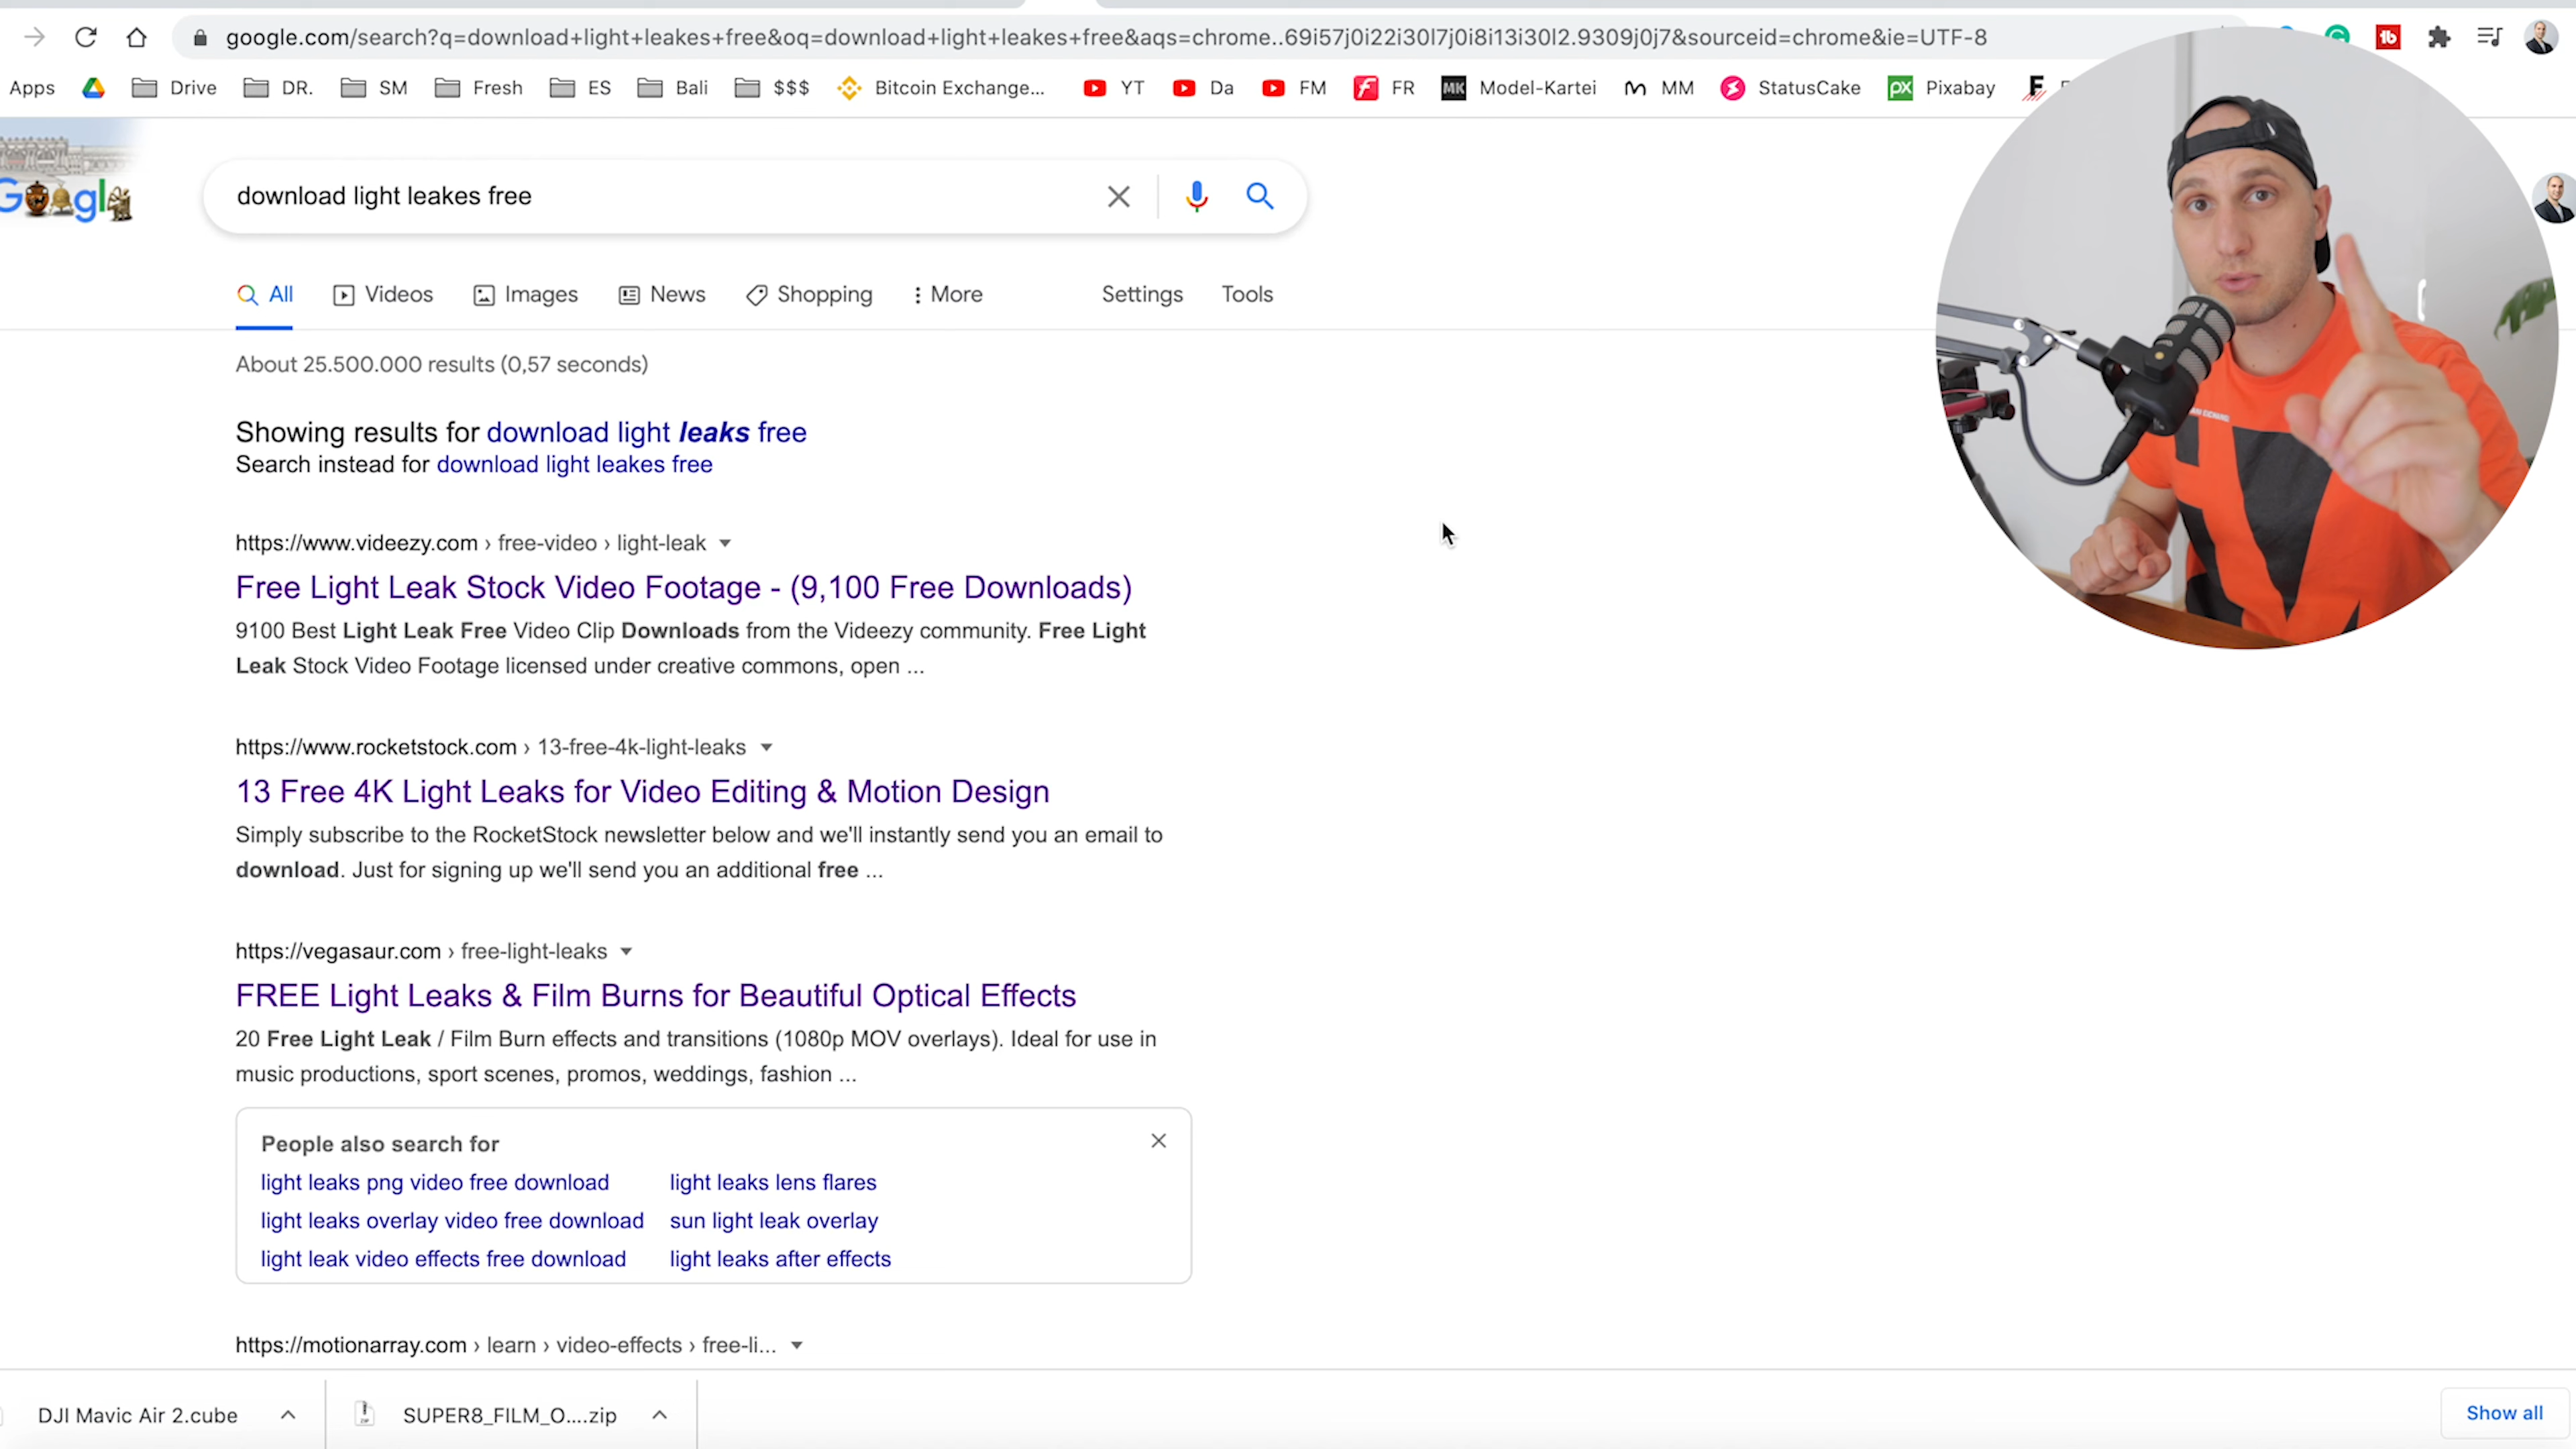 google.com/search?q=download+light+leakes+free&oq=download+light+leakes+free&aqs=chrome..69i57j0i22i30l7j0i8i13i30l2.9309j0j7&sourceid=chrome&ie=UTF-8
Apps Drive DR. SM Fresh ES Bali $$$ Bitcoin Exchange... YT Da FM FR Model-Kartei MM StatusCake Pixabay
Googl
download light leakes free
All Videos Images News Shopping More Settings Tools
About 25.500.000 results (0,57 seconds)
Showing results for download light leaks free
Search instead for download light leakes free
https://www.videezy.com › free-video › light-leak
Free Light Leak Stock Video Footage - (9,100 Free Downloads)
9100 Best Light Leak Free Video Clip Downloads from the Videezy community. Free Light
Leak Stock Video Footage licensed under creative commons, open ...
https://www.rocketstock.com › 13-free-4k-light-leaks
13 Free 4K Light Leaks for Video Editing & Motion Design
Simply subscribe to the RocketStock newsletter below and we'll instantly send you an email to
download. Just for signing up we'll send you an additional free ...
https://vegasaur.com › free-light-leaks
FREE Light Leaks & Film Burns for Beautiful Optical Effects
20 Free Light Leak / Film Burn effects and transitions (1080p MOV overlays). Ideal for use in
music productions, sport scenes, promos, weddings, fashion ...
People also search for
light leaks png video free download light leaks lens flares
light leaks overlay video free download sun light leak overlay
light leak video effects free download light leaks after effects
https://motionarray.com › learn › video-effects › free-li...
DJI Mavic Air 2.cube SUPER8_FILM_O....zip Show all